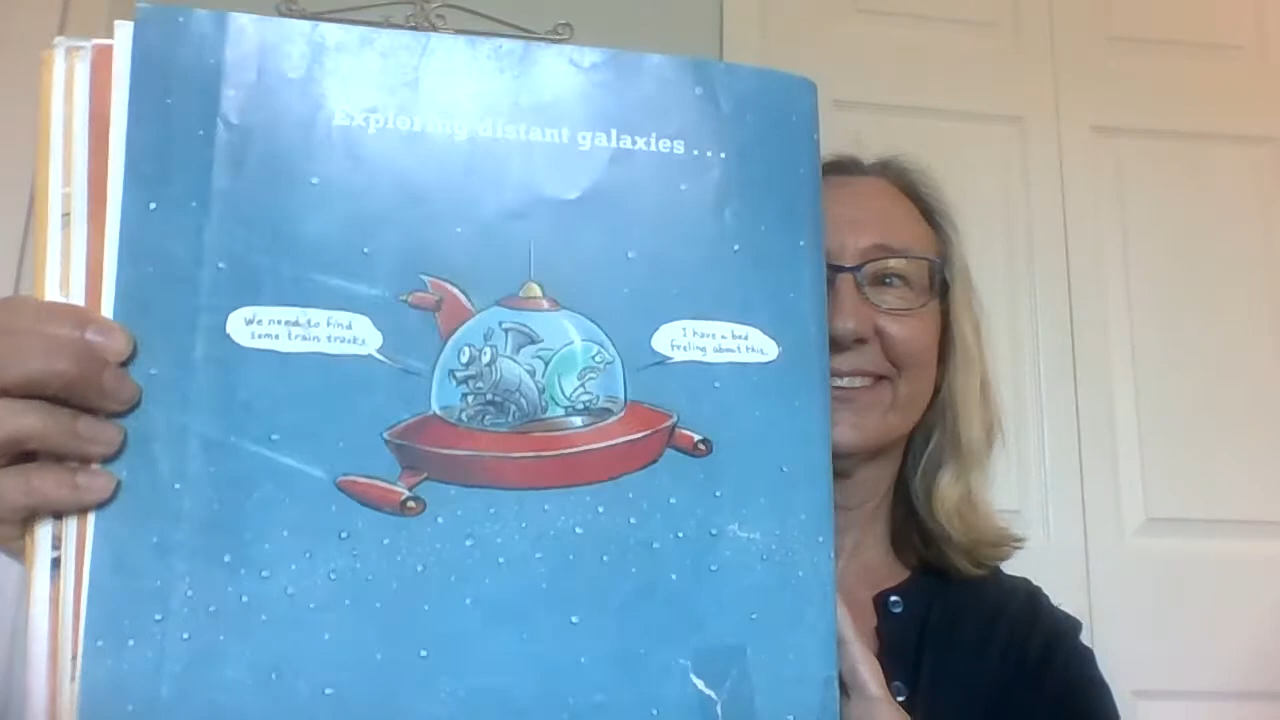 Exploring distant galaxies . . .
We need to find
some train tracks.
I have a bad
feeling about this.